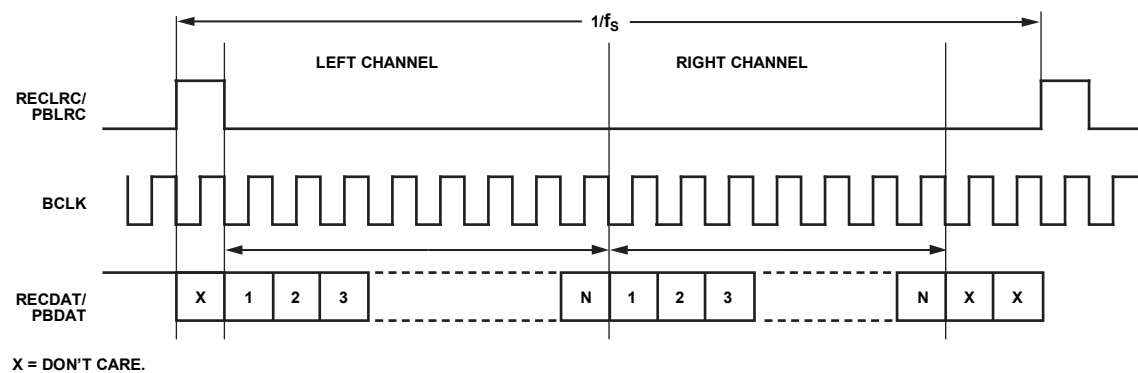 1/fS
LEFT CHANNEL
RIGHT CHANNEL
RECLRC/
PBLRC
BCLK
RECDAT/
PBDAT
X 1 2 3 N 1 2 3 N X X
X = DON'T CARE.